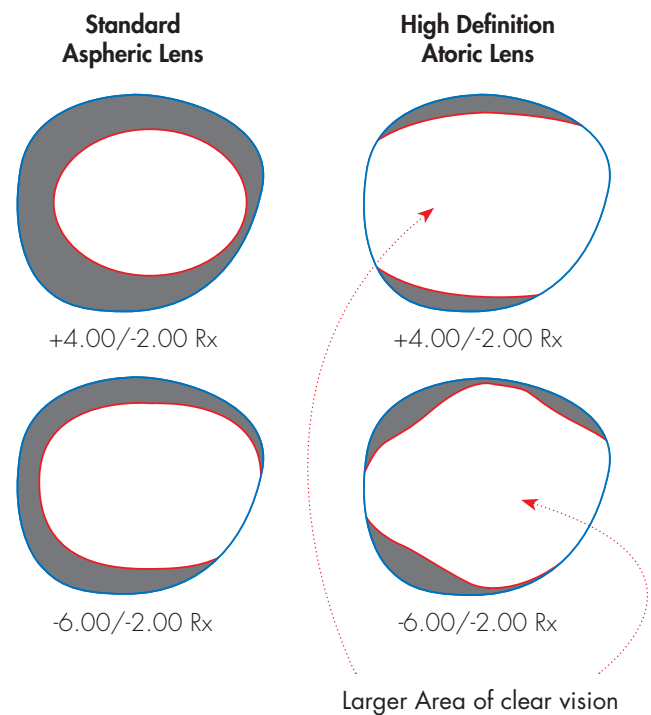 Standard
Aspheric Lens
High Definition
Atoric Lens
+4.00/-2.00 Rx
+4.00/-2.00 Rx
-6.00/-2.00 Rx
-6.00/-2.00 Rx
Larger Area of clear vision